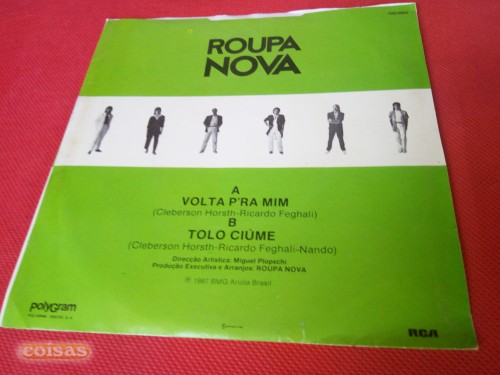 ROUPA
NOVA
A
VOLTA P'RA MIM
(Cleberson Horsth-Ricardo Feghali)
B
TOLO CIÚME
(Cleberson Horsth-Ricardo Feghali-Nando)
Direcção Artística: Miguel Plopschi
Produção Executiva e Arranjos: ROUPA NOVA
℗ 1987 BMG Ariola Brasil
PolyGram
RCA
coisas